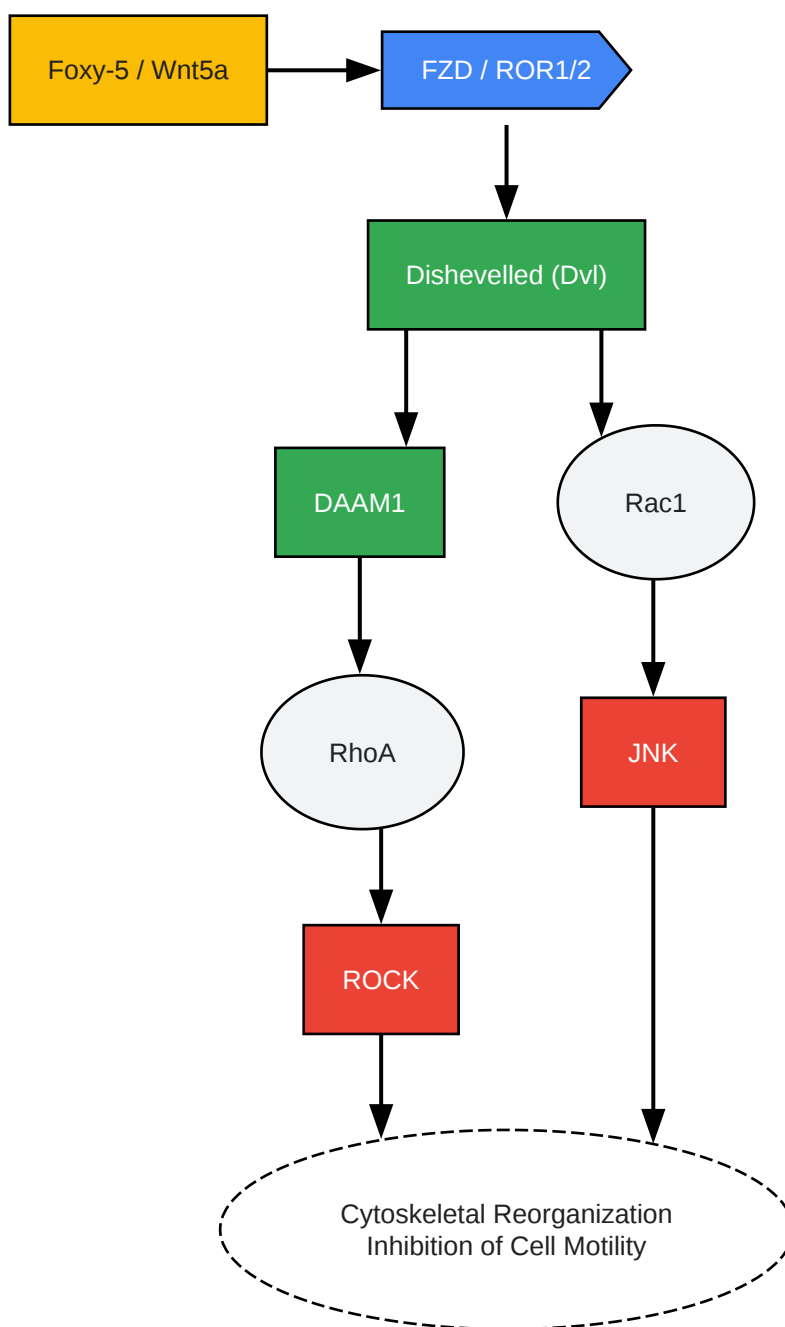 Foxy-5 / Wnt5a
FZD / ROR1/2
Dishevelled (Dvl)
DAAM1
Rac1
RhoA
JNK
ROCK
Cytoskeletal Reorganization
Inhibition of Cell Motility